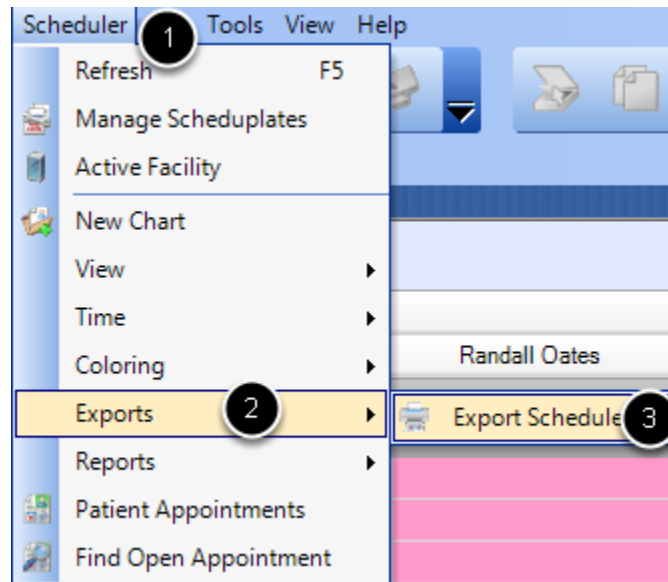 Scheduler 1 Tools View Help
Refresh F5
Manage Scheduplates
Active Facility
New Chart
View
Time
Coloring
Randall Oates
Exports 2
Export Schedule 3
Reports
Patient Appointments
Find Open Appointment